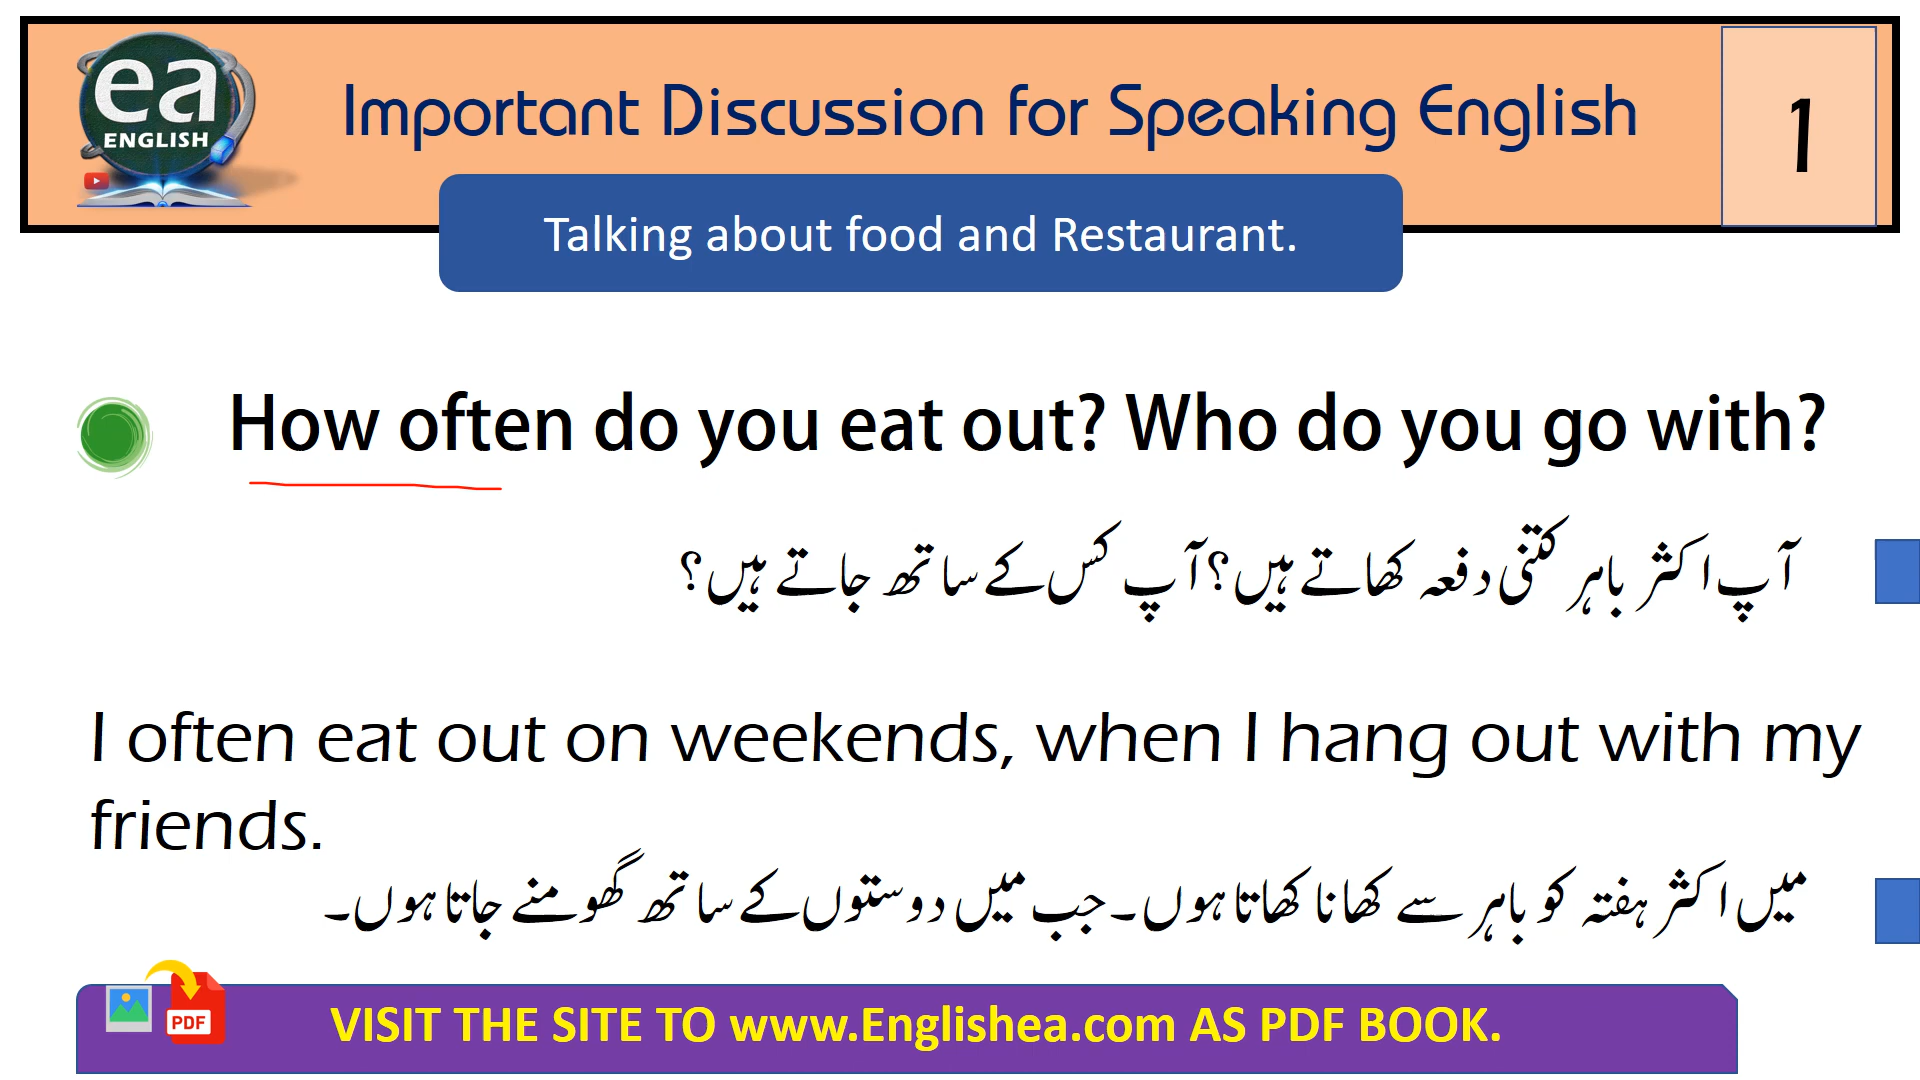 ea
ENGLISH
Important Discussion for Speaking English
1
Talking about food and Restaurant.
How often do you eat out? Who do you go with?
آپ اکثر باہر کتنی دفعہ کھاتے ہیں؟ آپ کس کے ساتھ جاتے ہیں؟
I often eat out on weekends, when I hang out with my
friends.
میں اکثر ہفتہ کو باہر سے کھانا کھاتا ہوں۔ جب میں دوستوں کے ساتھ گھومنے جاتا ہوں۔
PDF
VISIT THE SITE TO www.Englishea.com AS PDF BOOK.